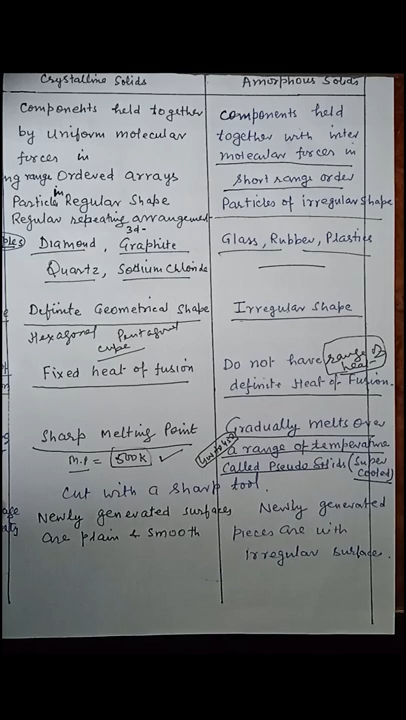 Crystalline Solids
Amorphous Solids
Components held together
by Uniform molecular
forces in
ng range Ordered arrays
in
Particle Regular Shape
Regular repeating arrangement
3d-
Components held
together with inter
molecular forces in
short range order
Particles of irregular shape
ples
Diamond, Graphite
Quartz, Sodium Chloride
Glass, Rubber, Plastics
Definite Geometrical Shape
Hexagonal Pentagonal
cube
Irregular Shape
Fixed heat of fusion
Do not have range of
heat
definite Heat of Fusion.
Sharp Melting Point
M.P = 500K
Gradually melts over
a range of temperature
called Pseudo Solids (Super
Cooled)
Cut with a sharp tool.
age
Newly generated surfaces
are plain & smooth
Newly generated
pieces are with
Irregular surfaces.